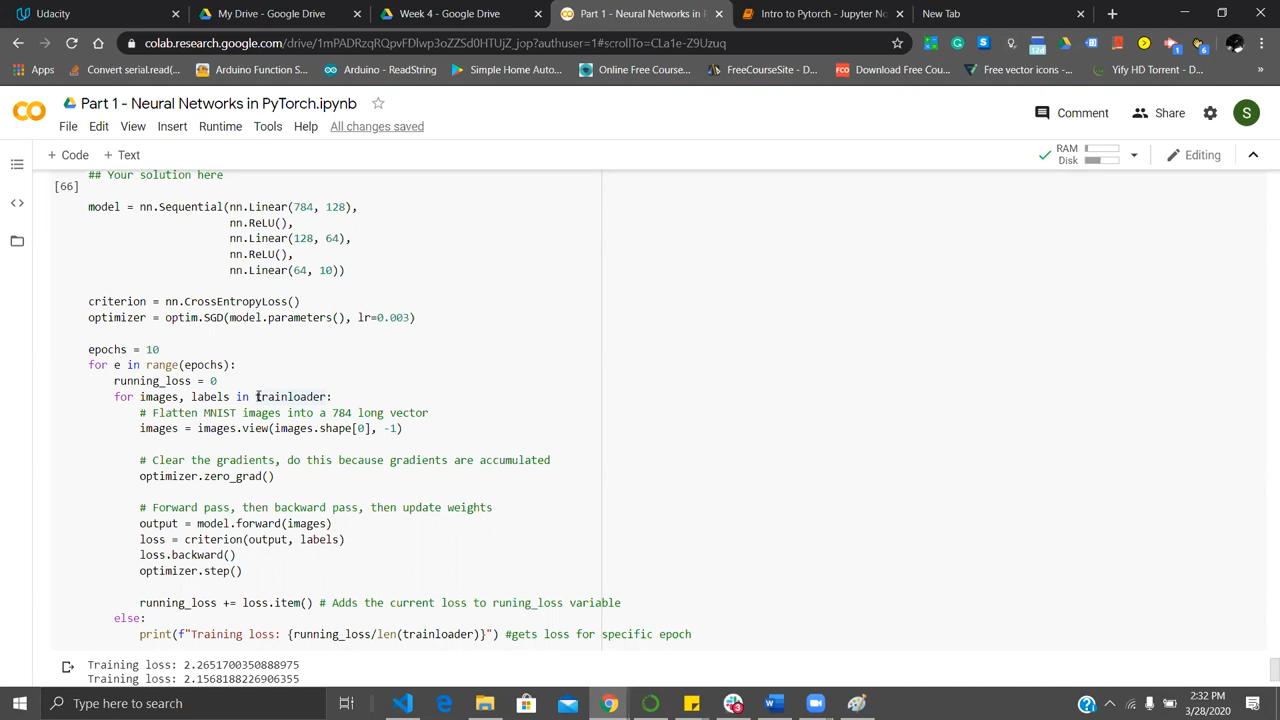 Udacity
My Drive - Google Drive
Week 4 - Google Drive
Part 1 - Neural Networks in PyTorch
Intro to Pytorch - Jupyter No
New Tab
colab.research.google.com/drive/1mPADRzqRQpvFDlwp3oZZSd0HTUjZ_jop?authuser=1#scrollTo=CLa1e-Z9Uzuq
Apps
Convert serial.read(...
Arduino Function S...
Arduino - ReadString
Simple Home Auto...
Online Free Course...
FreeCourseSite - D...
Download Free Cou...
Free vector icons -...
Yify HD Torrent - D...
»
CO
Part 1 - Neural Networks in PyTorch.ipynb
Comment
Share
S
File Edit View Insert Runtime Tools Help All changes saved
+ Code + Text
RAM
Disk
Editing
## Your solution here
[66]
model = nn.Sequential(nn.Linear(784, 128),
nn.ReLU(),
nn.Linear(128, 64),
nn.ReLU(),
nn.Linear(64, 10))
criterion = nn.CrossEntropyLoss()
optimizer = optim.SGD(model.parameters(), lr=0.003)
epochs = 10
for e in range(epochs):
running_loss = 0
for images, labels in trainloader:
# Flatten MNIST images into a 784 long vector
images = images.view(images.shape[0], -1)
# Clear the gradients, do this because gradients are accumulated
optimizer.zero_grad()
# Forward pass, then backward pass, then update weights
output = model.forward(images)
loss = criterion(output, labels)
loss.backward()
optimizer.step()
running_loss += loss.item() # Adds the current loss to runing_loss variable
else:
print(f"Training loss: {running_loss/len(trainloader)}") #gets loss for specific epoch
Training loss: 2.2651700350888975
Training loss: 2.1568188226906355
Type here to search
2:32 PM
3/28/2020